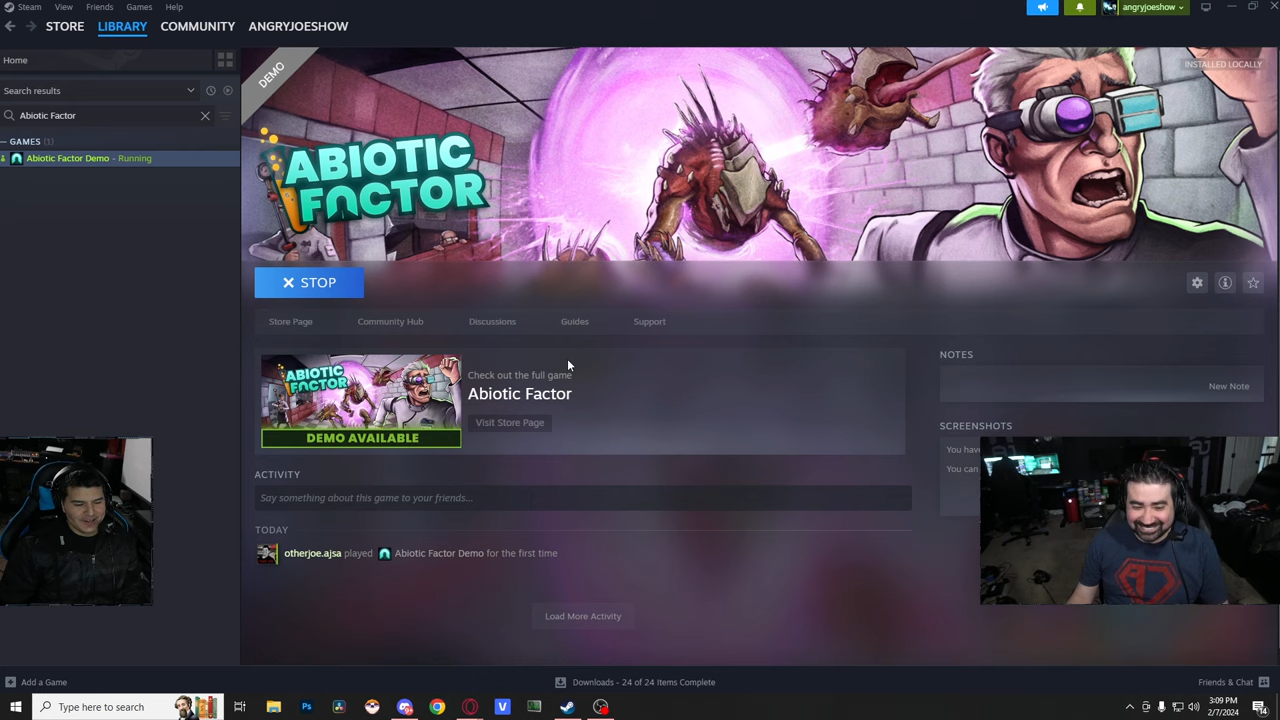 Steam View Friends Games Help
angryjoeshow
STORE LIBRARY COMMUNITY ANGRYJOESHOW
Home
INSTALLED LOCALLY
DEMO
Search results
Abiotic Factor
GAMES (1)
Abiotic Factor Demo - Running
ABIOTIC
FACTOR
STOP
Store Page Community Hub Discussions Guides Support
NOTES
New Note
Check out the full game
Abiotic Factor
Visit Store Page
ABIOTIC
FACTOR
DEMO AVAILABLE
SCREENSHOTS
You have
You can
ACTIVITY
Say something about this game to your friends...
TODAY
otherjoe.ajsa played Abiotic Factor Demo for the first time
Load More Activity
Add a Game
Downloads - 24 of 24 Items Complete
Friends & Chat
Type here to search
Ps
V
3:09 PM
2/7/2024
14